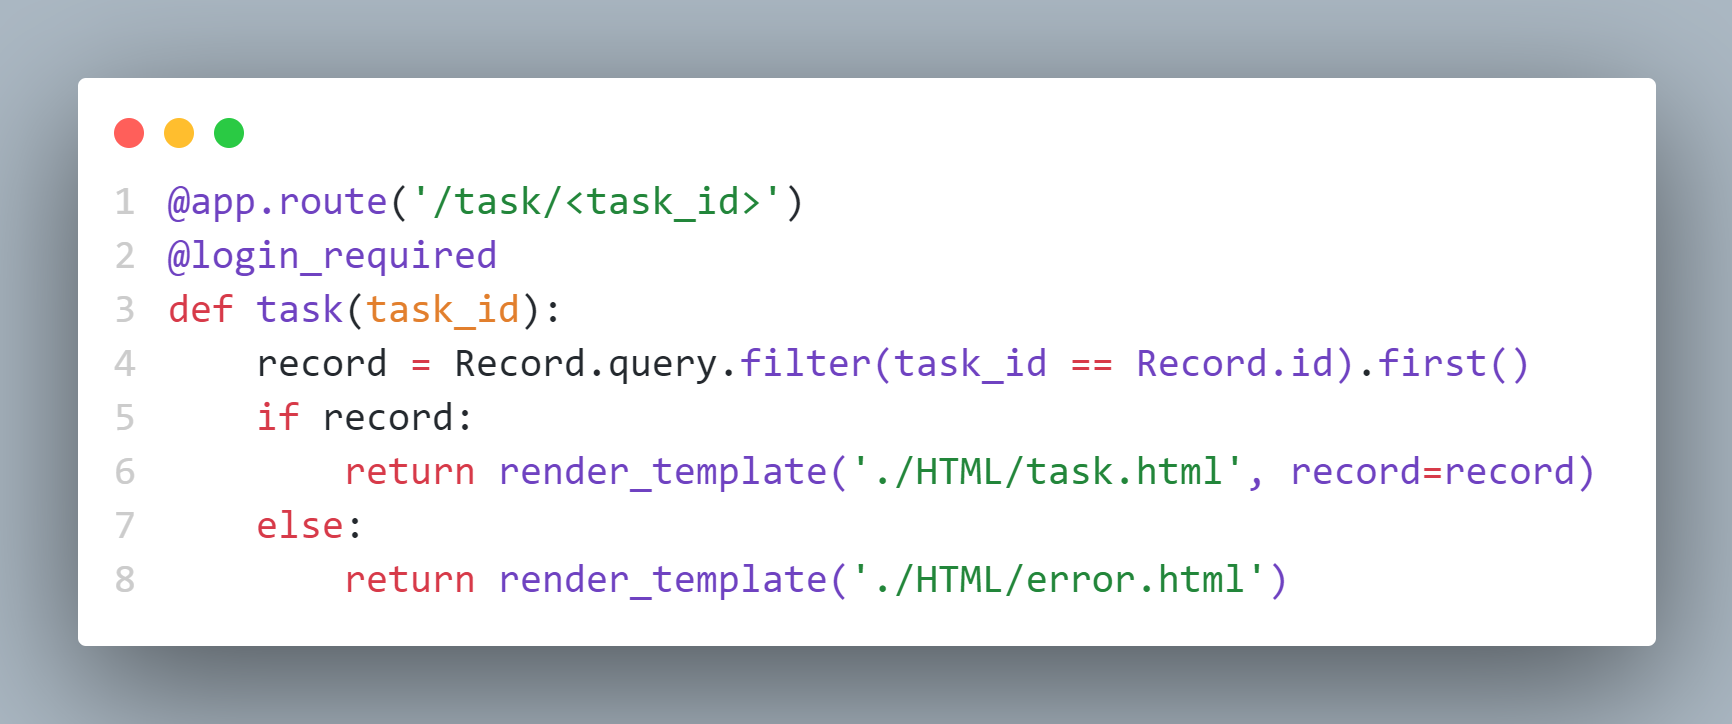 1 @app.route('/task/<task_id>')
2 @login_required
3 def task(task_id):
4     record = Record.query.filter(task_id == Record.id).first()
5     if record:
6         return render_template('./HTML/task.html', record=record)
7     else:
8         return render_template('./HTML/error.html')